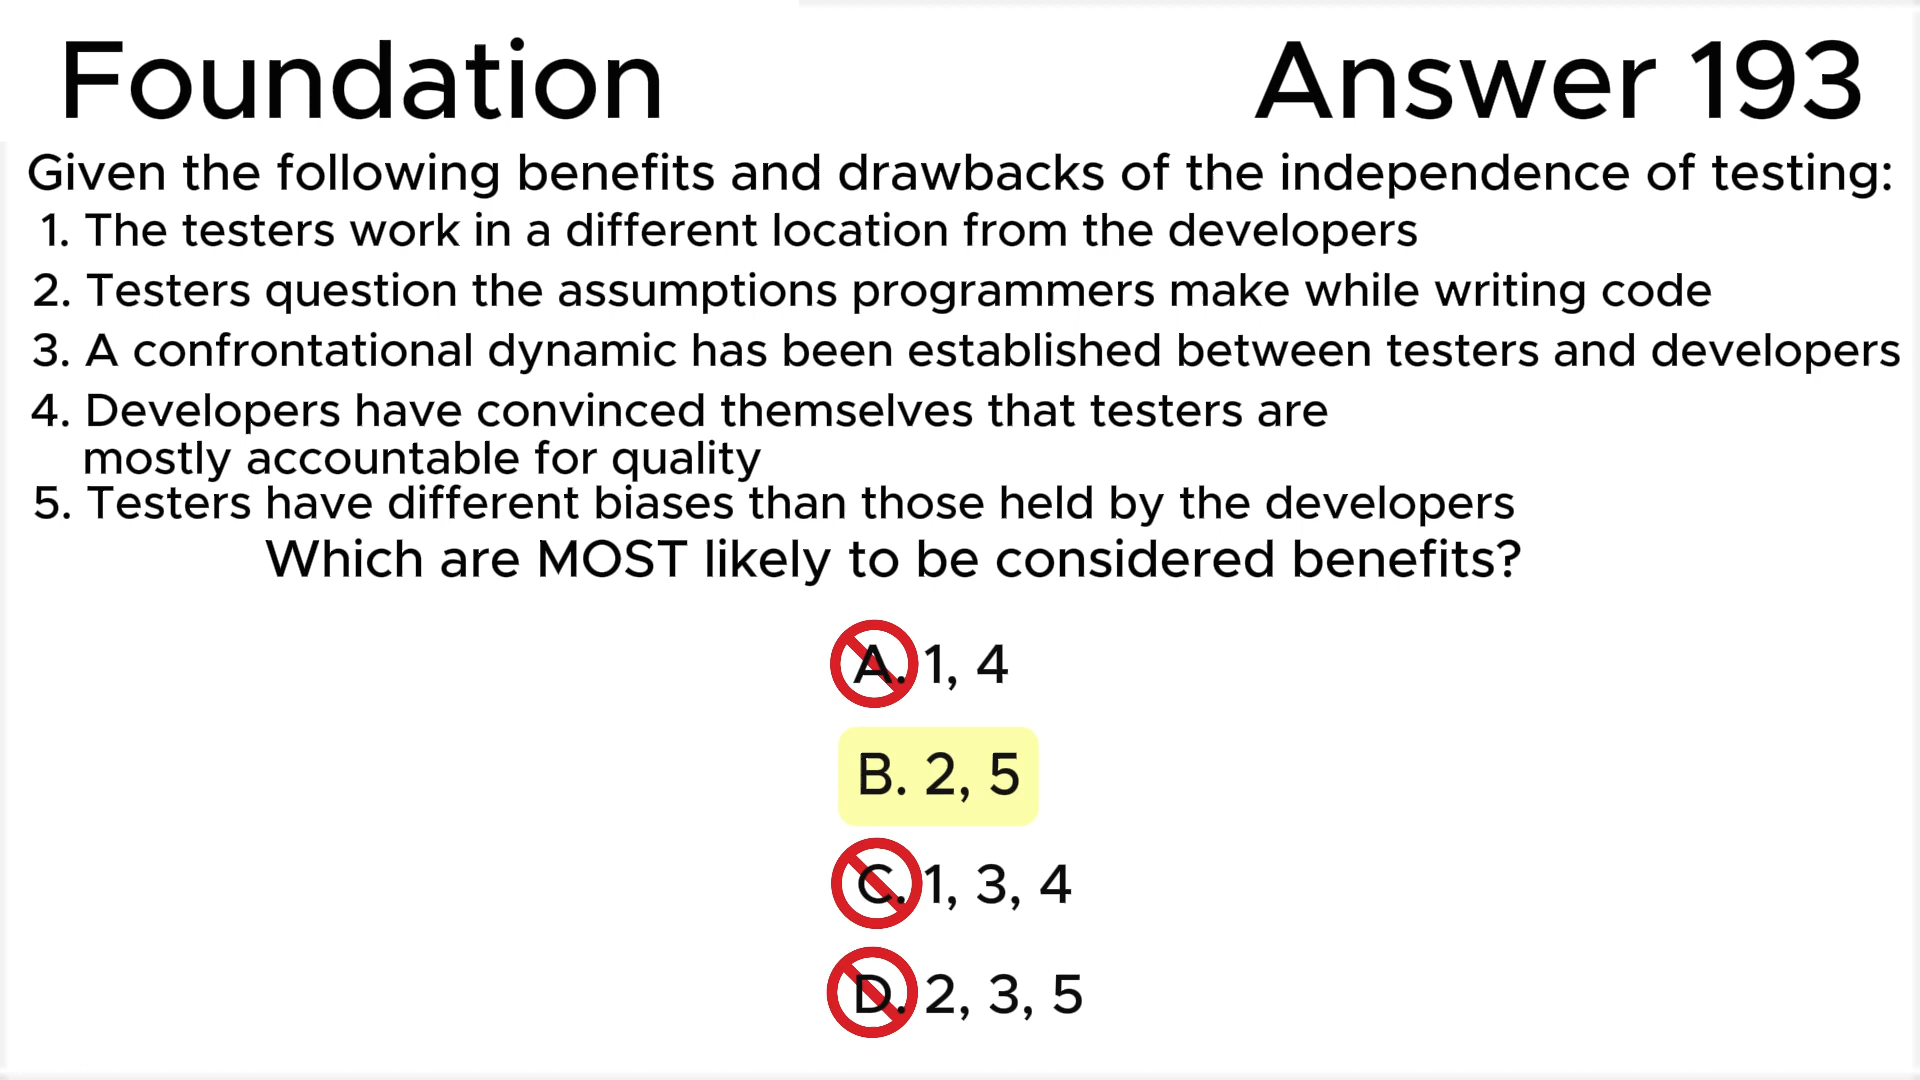 Foundation Answer 193
Given the following benefits and drawbacks of the independence of testing:
1. The testers work in a different location from the developers
2. Testers question the assumptions programmers make while writing code
3. A confrontational dynamic has been established between testers and developers
4. Developers have convinced themselves that testers are
mostly accountable for quality
5. Testers have different biases than those held by the developers
Which are MOST likely to be considered benefits?
A. 1, 4
B. 2, 5
C. 1, 3, 4
D. 2, 3, 5